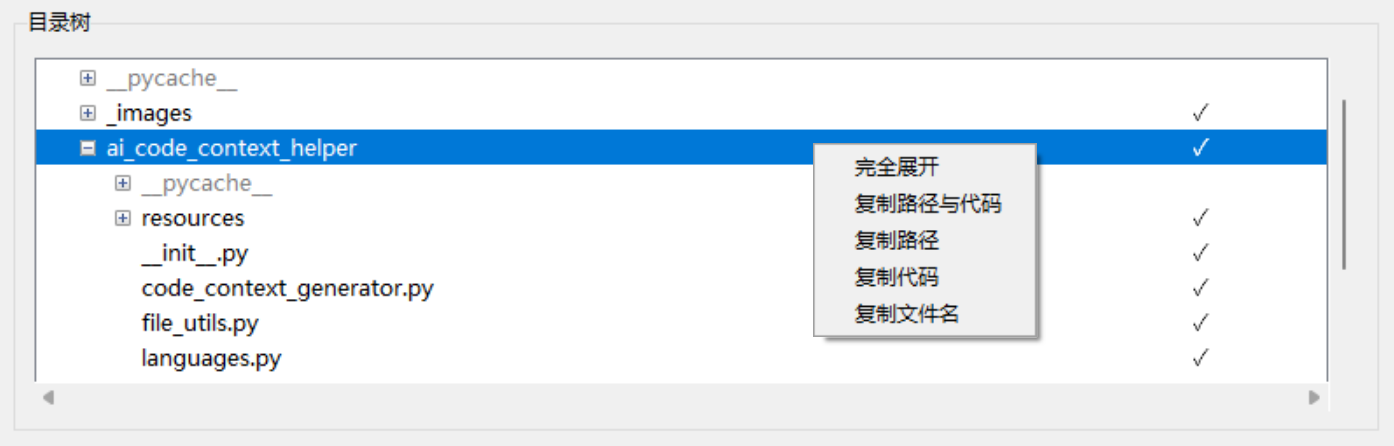 目录树
__pycache__
_images ✓
ai_code_context_helper ✓
完全展开
__pycache__
复制路径与代码
resources ✓
复制路径
__init__.py ✓
复制代码
code_context_generator.py ✓
复制文件名
file_utils.py ✓
languages.py ✓